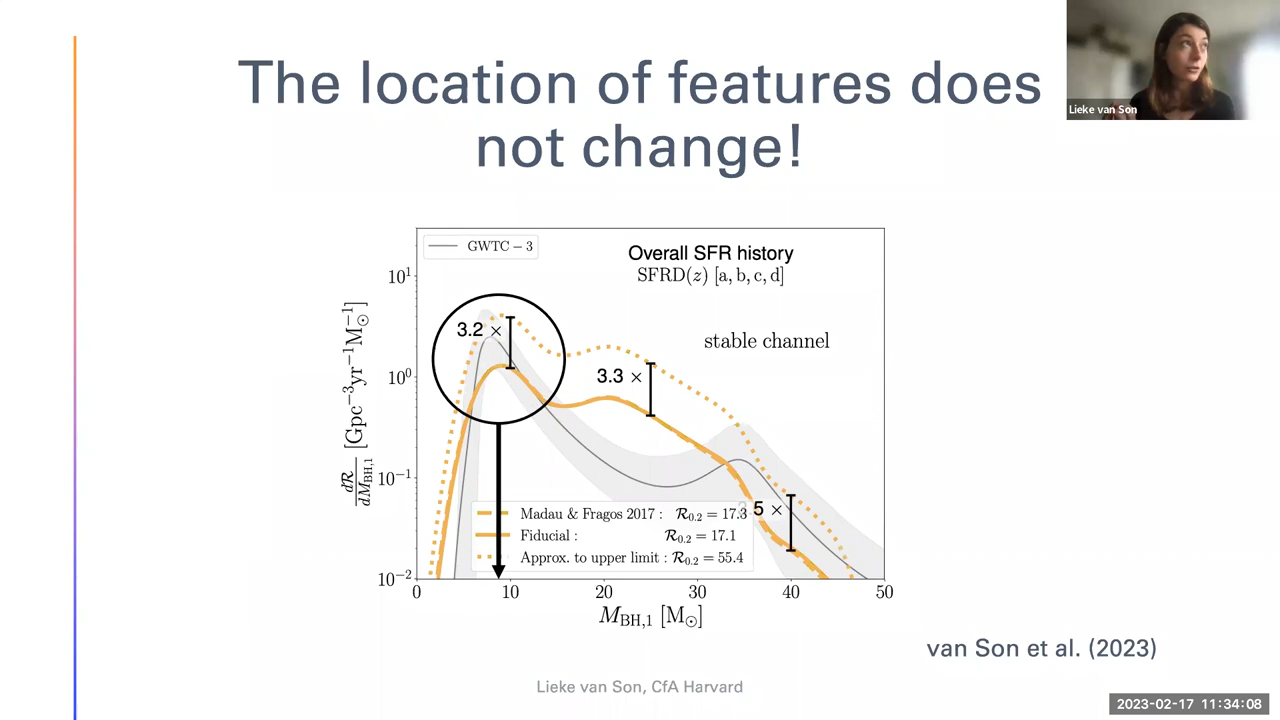 The location of features does
not change!
Lieke van Son
GWTC − 3
Overall SFR history
SFRD(z) [a, b, c, d]
stable channel
3.2 ×
3.3 ×
5 ×
10¹
10⁰
10⁻¹
10⁻²
dR/dM_BH,1 [Gpc⁻³yr⁻¹M⊙⁻¹]
Madau & Fragos 2017 : R₀.₂ = 17.3
Fiducial : R₀.₂ = 17.1
Approx. to upper limit : R₀.₂ = 55.4
0 10 20 30 40 50
M_BH,1 [M⊙]
van Son et al. (2023)
Lieke van Son, CfA Harvard
2023-02-17 11:34:08